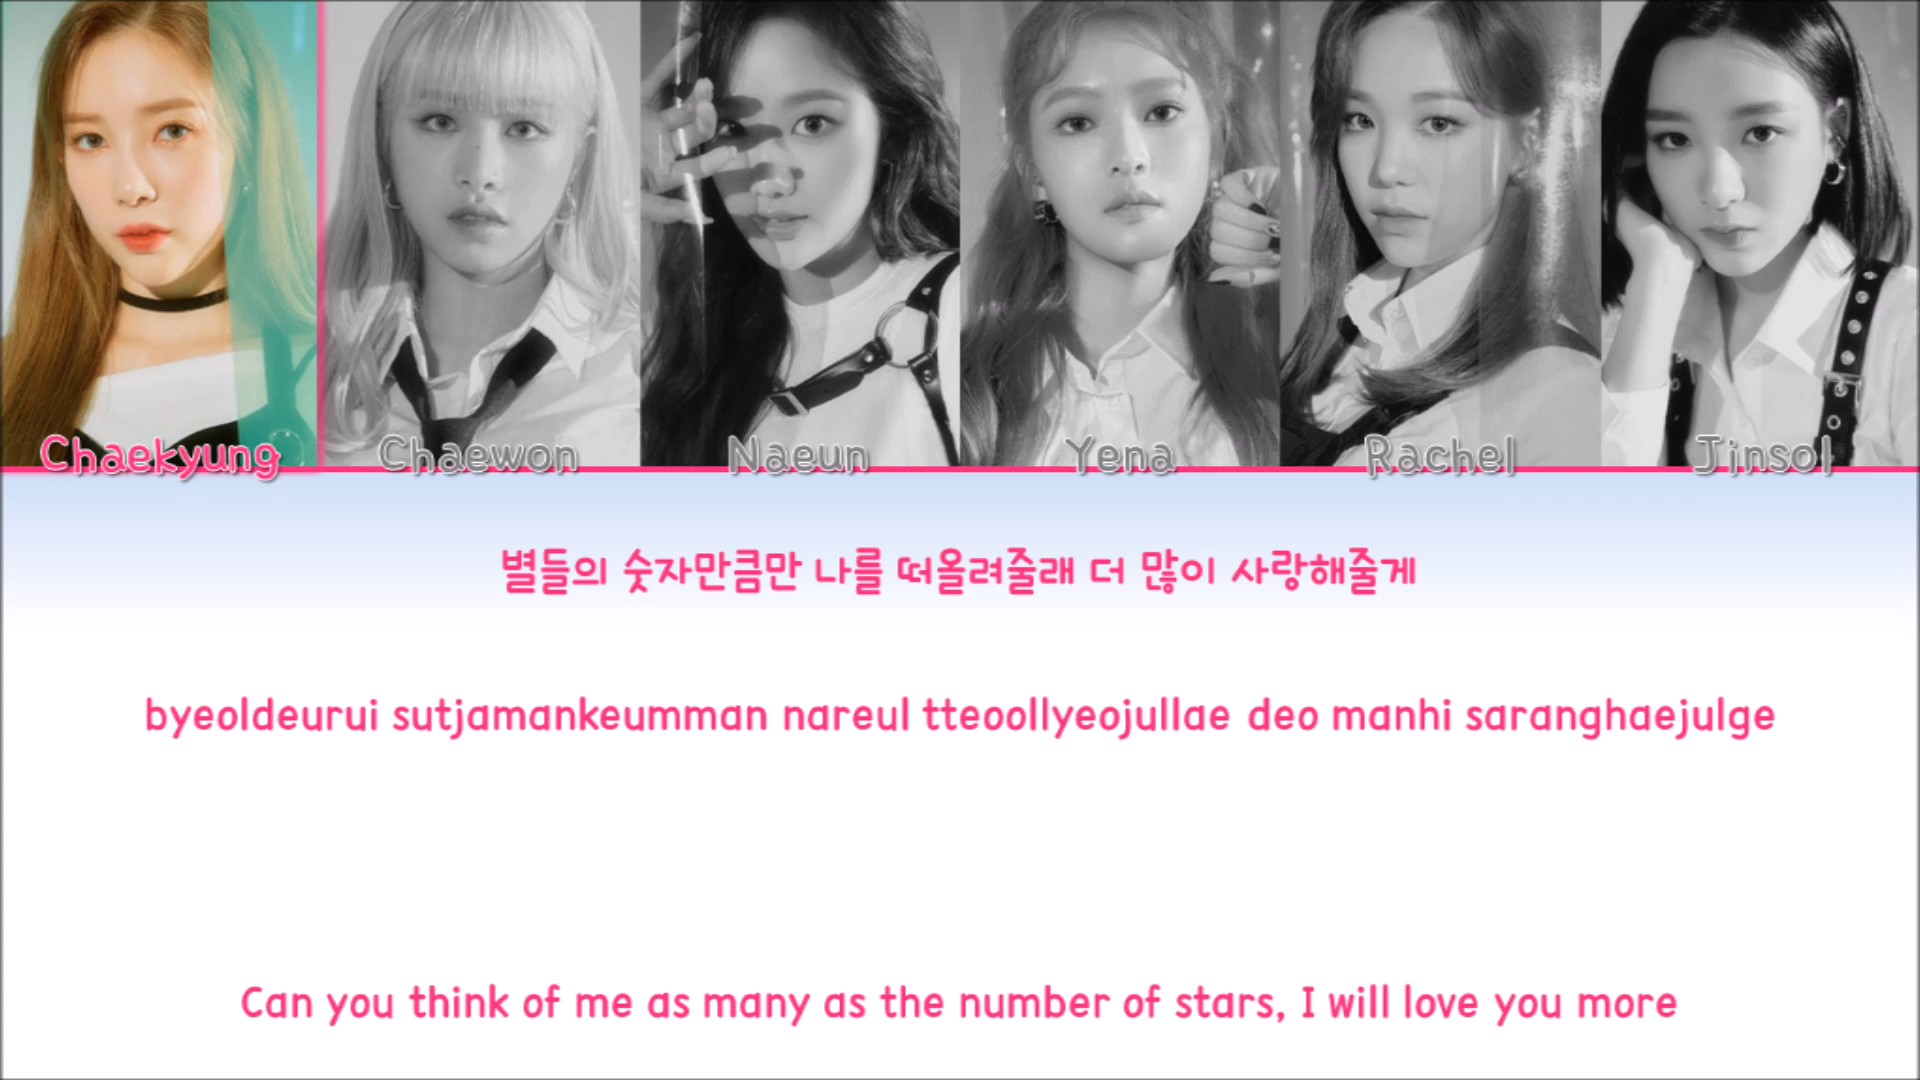 Chaekyung Chaewon Naeun Yena Rachel Jinsol
별들의 숫자만큼만 나를 떠올려줄래 더 많이 사랑해줄게
byeoldeurui sutjamankeumman nareul tteoollyeojullae deo manhi saranghaejulge
Can you think of me as many as the number of stars, I will love you more